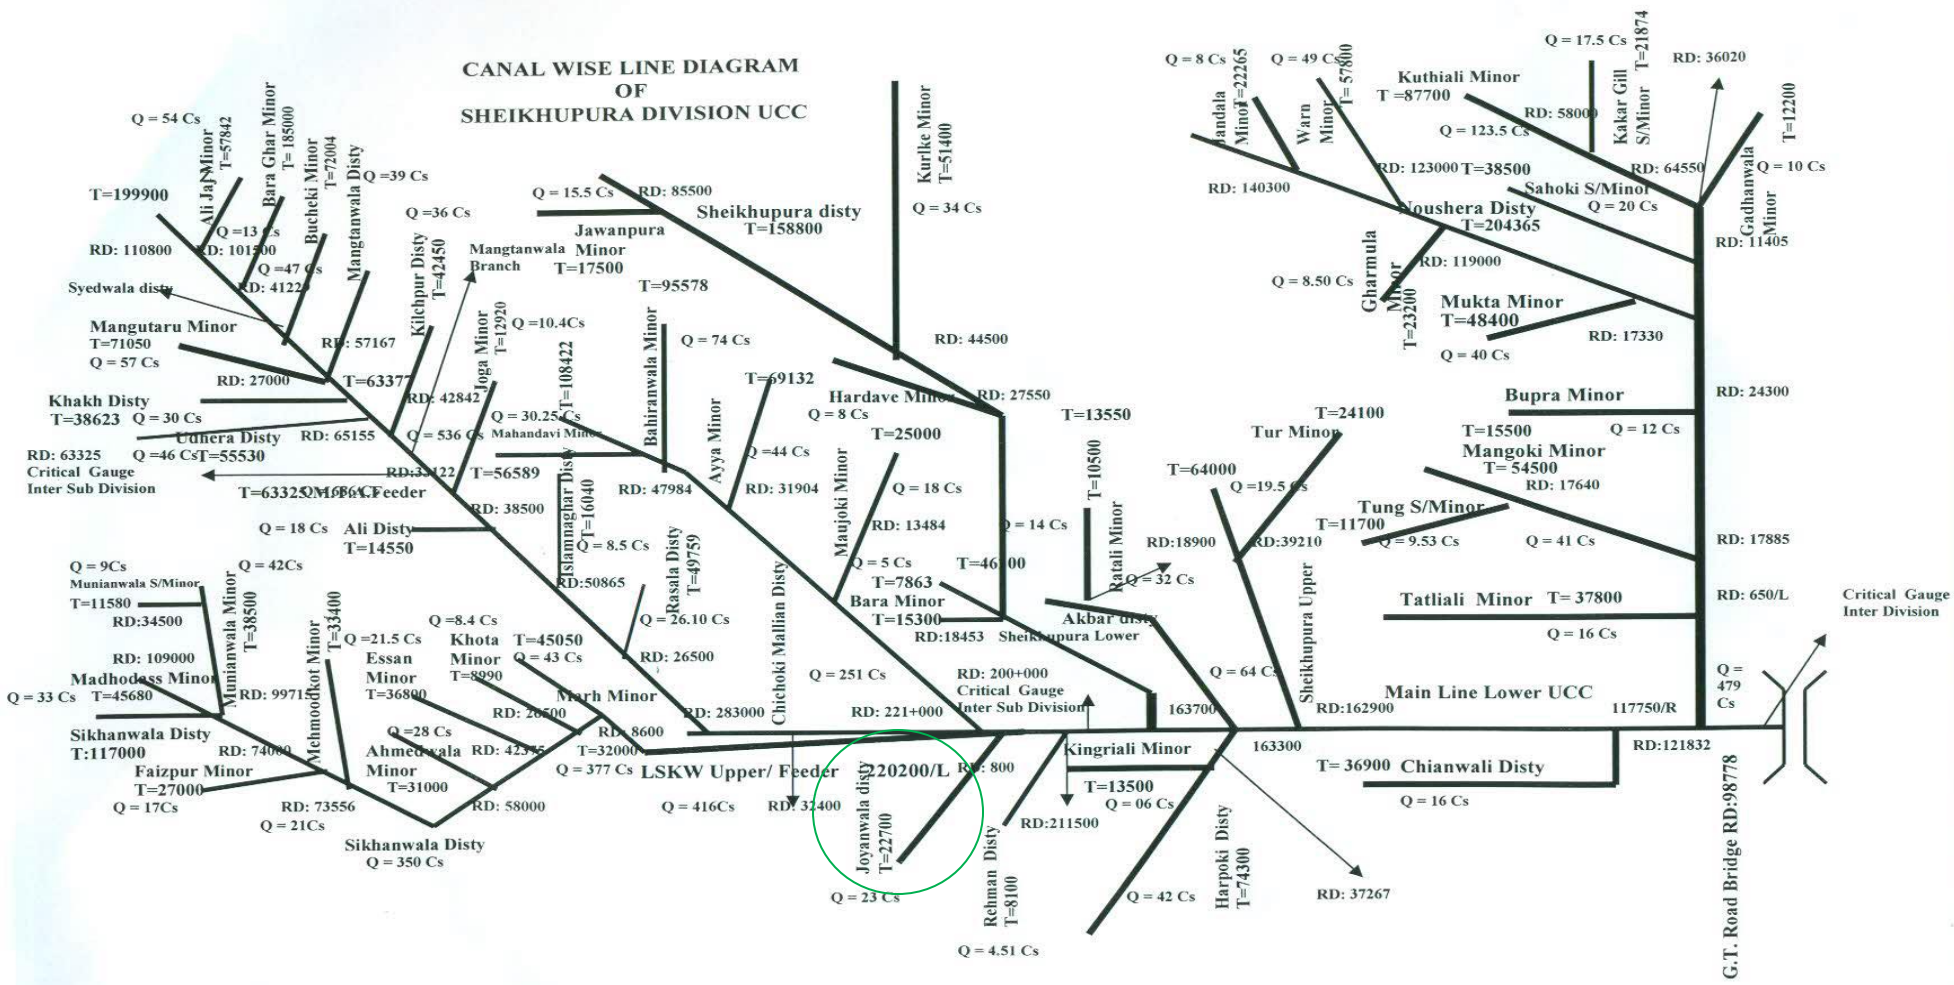 CANAL WISE LINE DIAGRAM
OF
SHEIKHUPURA DIVISION UCC
Q = 54 Cs
Ali Jaj Minor
T=57842
Bara Ghar Minor
T= 185000
Bucheki Minor
T=72004
Mangtanwala Disty
Q =39 Cs
T=199900
Q =13 Cs
RD: 110800
RD: 101500
Q =47 Cs
RD: 41229
Syedwala disty
Mangutaru Minor
T=71050
Q = 57 Cs
RD: 57167
RD: 27000
T=63377
Khakh Disty
T=38623
Q = 30 Cs
Udhera Disty
Q =46 Cs
T=55530
RD: 65155
RD: 63325
Critical Gauge
Inter Sub Division
Q =36 Cs
Kilchpur Disty
T=42450
Mangtanwala
Branch
Joga Minor
T=12920
Q =10.4Cs
RD: 42842
Q = 536 Cs
RD:33122
T=63325
Feeder
T=56589
RD: 38500
Q = 18 Cs
Ali Disty
T=14550
Q = 15.5 Cs
RD: 85500
Sheikhupura disty
T=158800
Jawanpura
Minor
T=17500
T=95578
Kurlke Minor
T=51400
Q = 34 Cs
RD: 44500
Q = 74 Cs
Babiranwala Minor
T=108422
Q = 30.25 Cs
Mahandavi Minor
RD: 47984
Islamnaghar Disty
T=16040
Q = 8.5 Cs
RD:50865
Rasala Disty
T=49759
Q = 26.10 Cs
RD: 26500
Ayya Minor
T=69132
Q =44 Cs
RD: 31904
Hardave Minor
Q = 8 Cs
T=25000
RD: 27550
Maujoki Minor
Q = 18 Cs
RD: 13484
Q = 5 Cs
T=7863
Bara Minor
T=15300
RD:18453
Sheikhupura Lower
Chichoki Mallian Disty
Q = 251 Cs
RD: 221+000
RD: 200+000
Critical Gauge
Inter Sub Division
T=13550
T=10500
Ratali Minor
Q = 14 Cs
Q = 32 Cs
RD:18900
Akbar disty
163700
Q = 9Cs
Munianwala S/Minor
T=11580
RD:34500
Q = 42Cs
Munianwala Minor
T=38500
RD: 109000
Madhodass Minor
Q = 33 Cs
T=45680
RD: 99715
Sikhanwala Disty
T:117000
RD: 74000
Faizpur Minor
T=27000
Q = 17Cs
Mehmoodkot Minor
T=33400
RD: 73556
Q = 21Cs
Sikhanwala Disty
Q = 350 Cs
Q =21.5 Cs
Essan
Minor
T=36800
Q =8.4 Cs
Khota
Minor
T=8990
T=45050
Q = 43 Cs
Marh Minor
RD: 26500
Q =28 Cs
Ahmedwala
Minor
T=31000
RD: 42375
RD: 58000
RD: 8600
T=32000
Q = 377 Cs
RD: 283000
LSKW Upper/ Feeder
220200/L
Q = 416Cs
RD: 32400
Joyanwala disty
T=22700
Q = 23 Cs
RD: 800
Rehman Disty
T=8100
Q = 4.51 Cs
RD:211500
Kingriali Minor
T=13500
Q = 06 Cs
Harpoki Disty
T=74300
Q = 42 Cs
RD: 37267
163300
Q = 8 Cs
Jandala
Minor
T=22265
Q = 49 Cs
Warn
Minor
T=57800
RD: 140300
RD: 123000
Kuthiali Minor
T =87700
Q = 123.5 Cs
Q = 17.5 Cs
RD: 58000
Kakar Gill
S/Minor
T=21874
RD: 36020
T=12200
Q = 10 Cs
Gadhanwala
Minor
RD: 64550
T=38500
Sahoki S/Minor
Q = 20 Cs
RD: 11405
Noushera Disty
T=204365
Gharmula
Minor
T=23200
Q = 8.50 Cs
RD: 119000
Mukta Minor
T=48400
Q = 40 Cs
RD: 17330
Bupra Minor
T=15500
Q = 12 Cs
RD: 24300
Mangoki Minor
T= 54500
RD: 17640
Tung S/Minor
T=11700
Q = 9.53 Cs
Q = 41 Cs
RD: 17885
T=24100
Tur Minor
T=64000
Q =19.5 Cs
RD:39210
Sheikhupura Upper
Q = 64 Cs
Tatliali Minor
T= 37800
Q = 16 Cs
RD: 650/L
Critical Gauge
Inter Division
Q =
479
Cs
Main Line Lower UCC
RD:162900
117750/R
RD:121832
T= 36900
Chianwali Disty
Q = 16 Cs
G.T. Road Bridge RD:98778